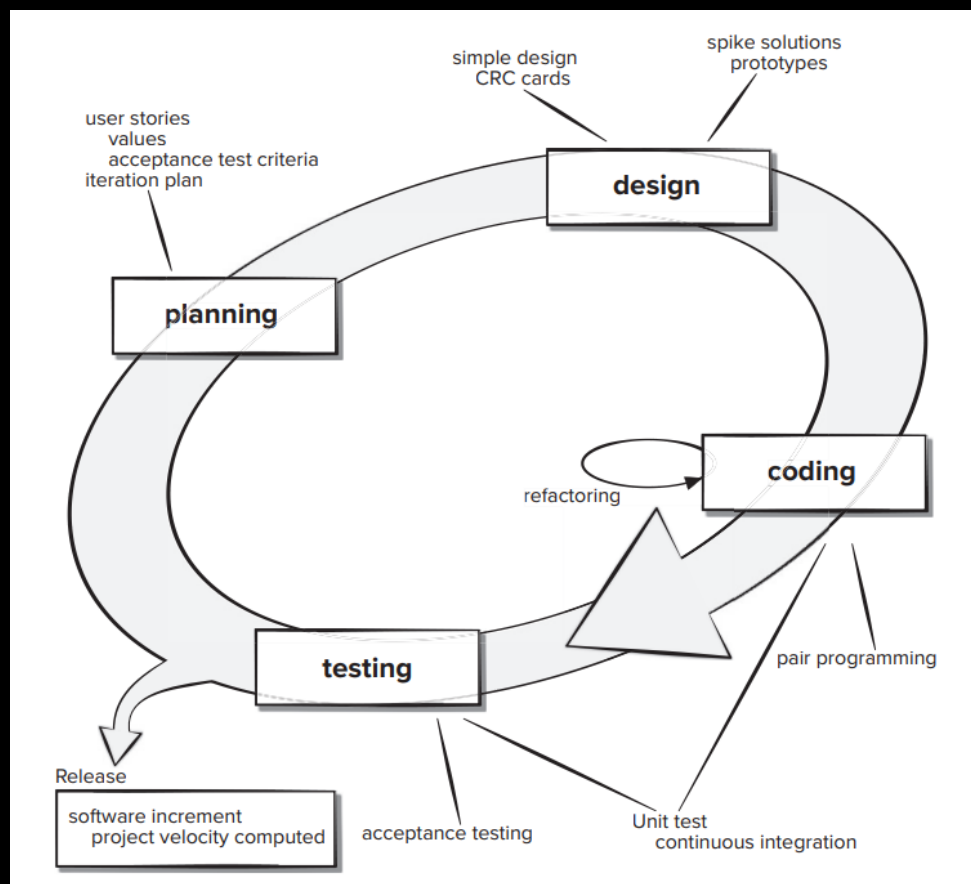 spike solutions
prototypes
simple design
CRC cards
user stories
values
acceptance test criteria
iteration plan
design
planning
coding
refactoring
testing
pair programming
Release
software increment
project velocity computed
acceptance testing
Unit test
continuous integration